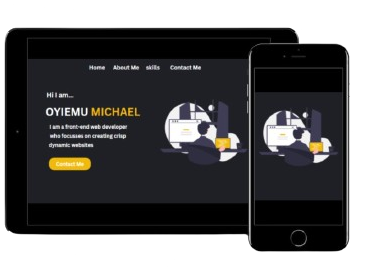 Home About Me skills Contact Me
Hi I am...
OYIEMU MICHAEL
I am a front-end web developer
who focusses on creating crisp
dynamic websites
Contact Me